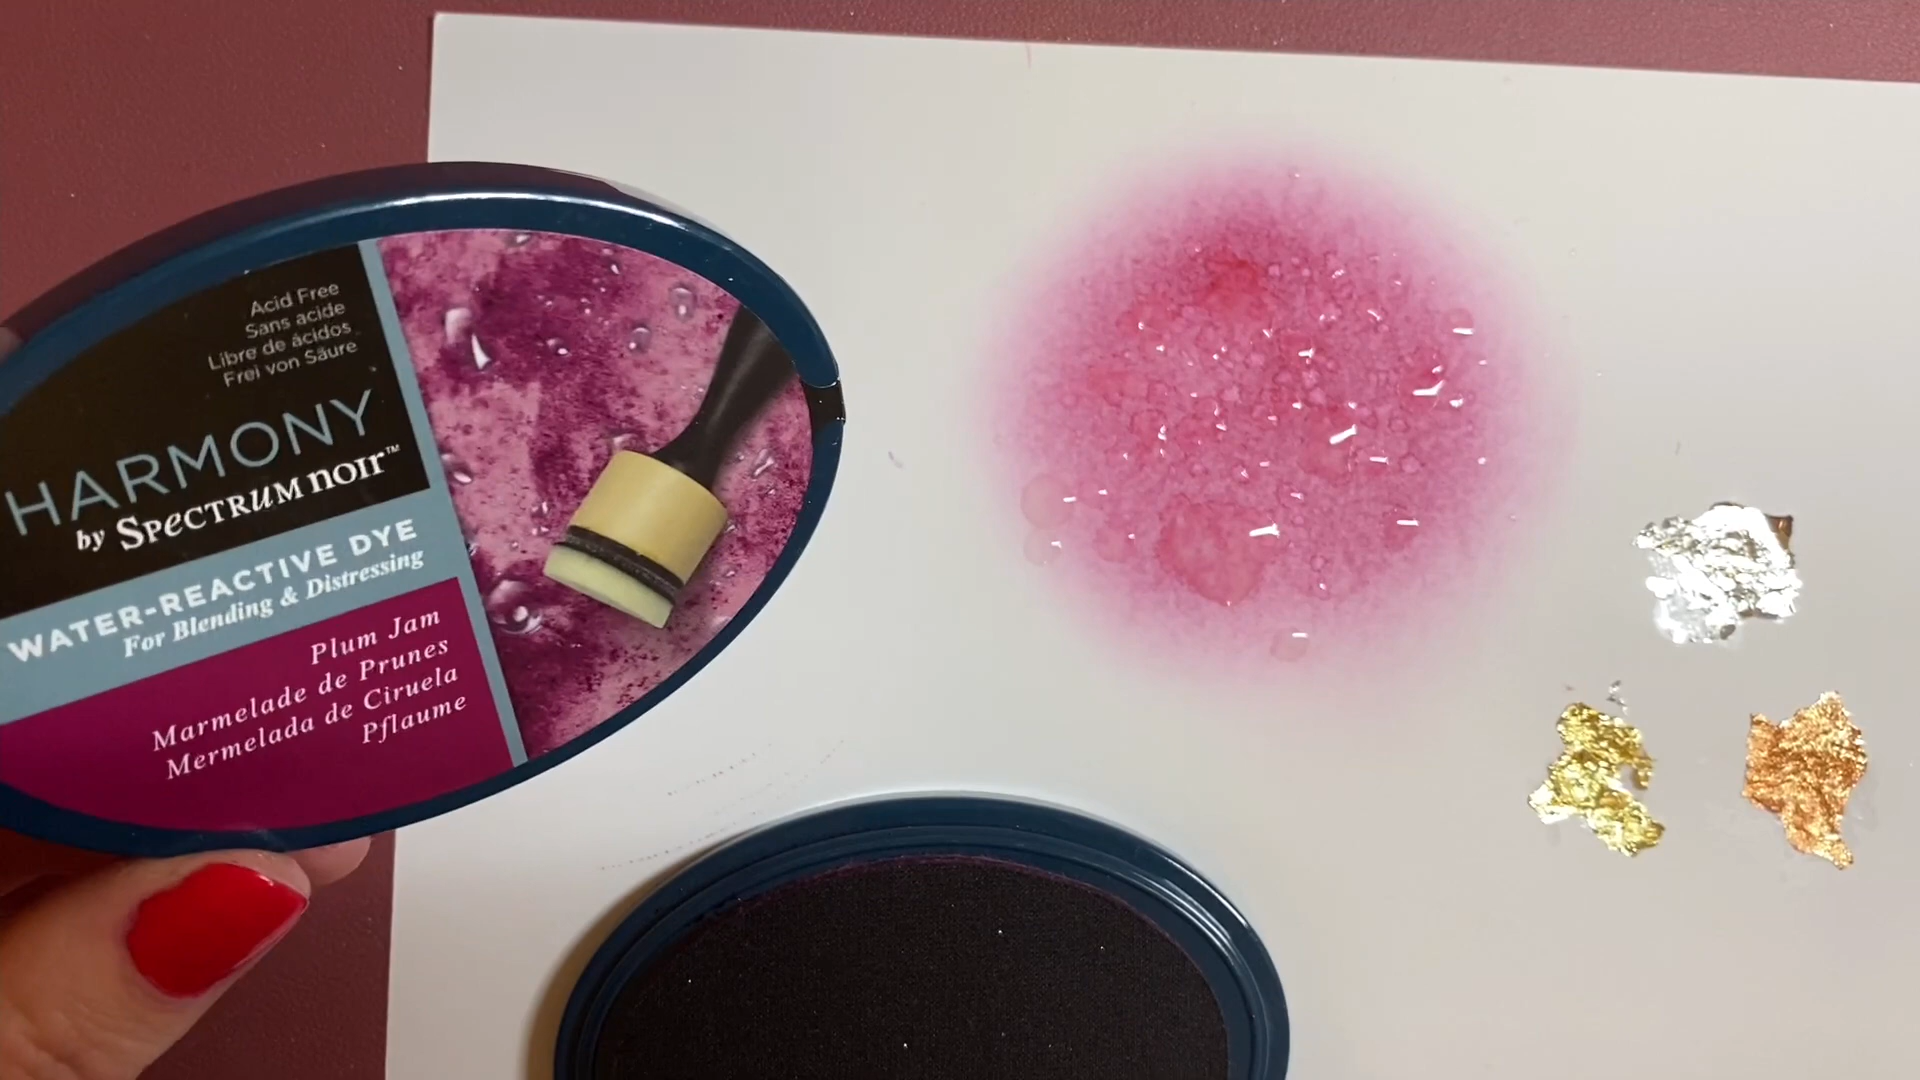 Acid Free
Sans acide
Libre de ácidos
Frei von Säure
HARMONY
by SPeCTRuM noir™
WATER-REACTIVE DYE
For Blending & Distressing
Plum Jam
Marmelade de Prunes
Mermelada de Ciruela
Pflaume